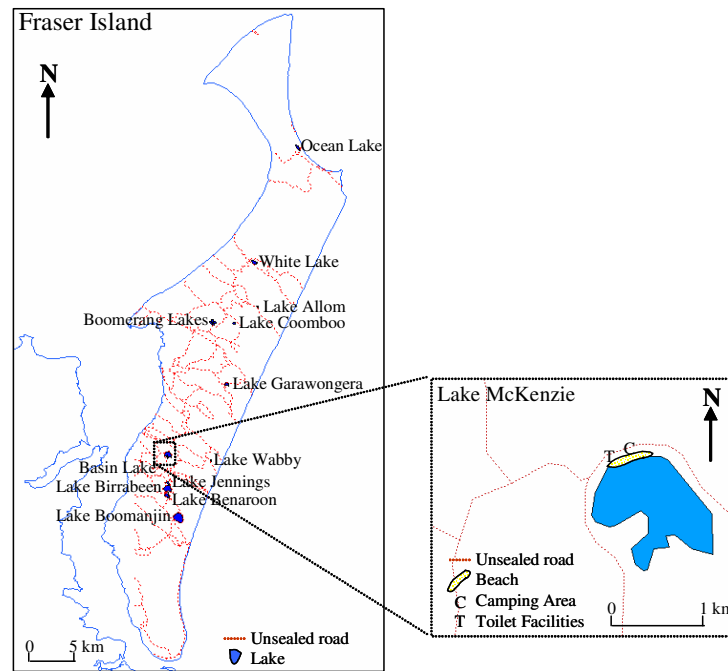 Fraser Island
N
Ocean Lake
White Lake
Lake Allom
Boomerang Lakes
Lake Coomboo
Lake Garawongera
Basin Lake
Lake Wabby
Lake Jennings
Lake Birrabeen
Lake Benaroon
Lake Boomanjin
Unsealed road
Lake
0 5 km
Lake McKenzie
N
T C
Unsealed road
Beach
C Camping Area
T Toilet Facilities
0 1 km